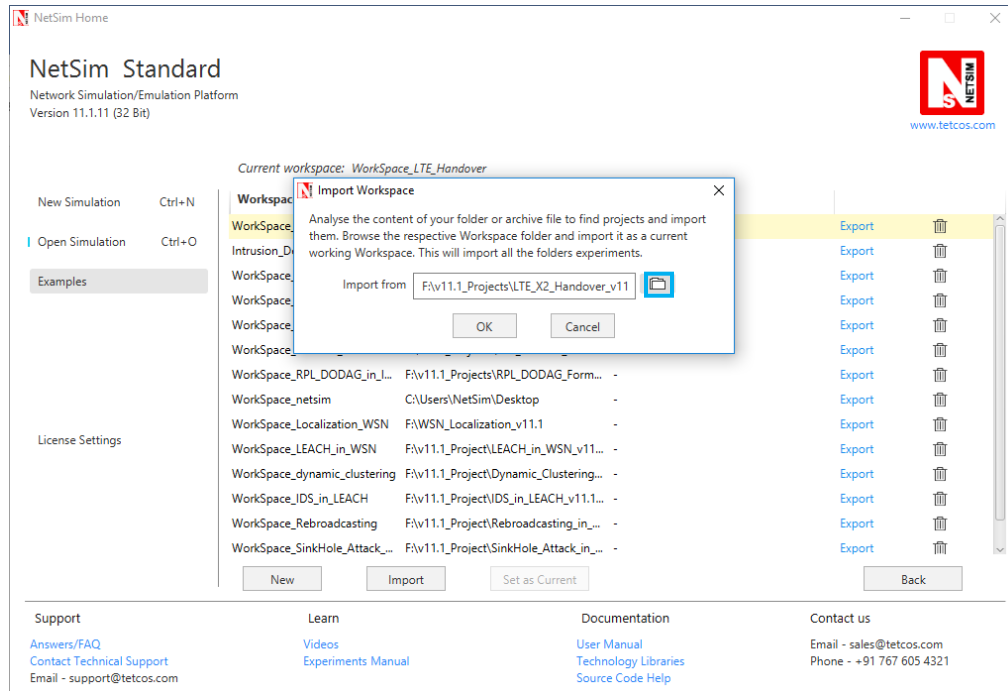 NetSim Home
NetSim Standard
Network Simulation/Emulation Platform
Version 11.1.11 (32 Bit)
NETSIM
www.tetcos.com
Current workspace: WorkSpace_LTE_Handover
New Simulation Ctrl+N
Open Simulation Ctrl+O
Examples
License Settings
Import Workspace
Analyse the content of your folder or archive file to find projects and import
them. Browse the respective Workspace folder and import it as a current
working Workspace. This will import all the folders experiments.
Import from F:\v11.1_Projects\LTE_X2_Handover_v11
OK Cancel
Workspac
WorkSpace_ Export
Intrusion_D Export
WorkSpace_ Export
WorkSpace_ Export
WorkSpace_ Export
WorkSpace_ Export
WorkSpace_RPL_DODAG_in_I... F:\v11.1_Projects\RPL_DODAG_Form... - Export
WorkSpace_netsim C:\Users\NetSim\Desktop - Export
WorkSpace_Localization_WSN F:\WSN_Localization_v11.1 - Export
WorkSpace_LEACH_in_WSN F:\v11.1_Project\LEACH_in_WSN_v11... - Export
WorkSpace_dynamic_clustering F:\v11.1_Project\Dynamic_Clustering... - Export
WorkSpace_IDS_in_LEACH F:\v11.1_Project\IDS_in_LEACH_v11.1... - Export
WorkSpace_Rebroadcasting F:\v11.1_Project\Rebroadcasting_in_... - Export
WorkSpace_SinkHole_Attack_... F:\v11.1_Project\SinkHole_Attack_in_... - Export
New Import Set as Current Back
Support Learn Documentation Contact us
Answers/FAQ Videos User Manual Email - sales@tetcos.com
Contact Technical Support Experiments Manual Technology Libraries Phone - +91 767 605 4321
Email - support@tetcos.com Source Code Help